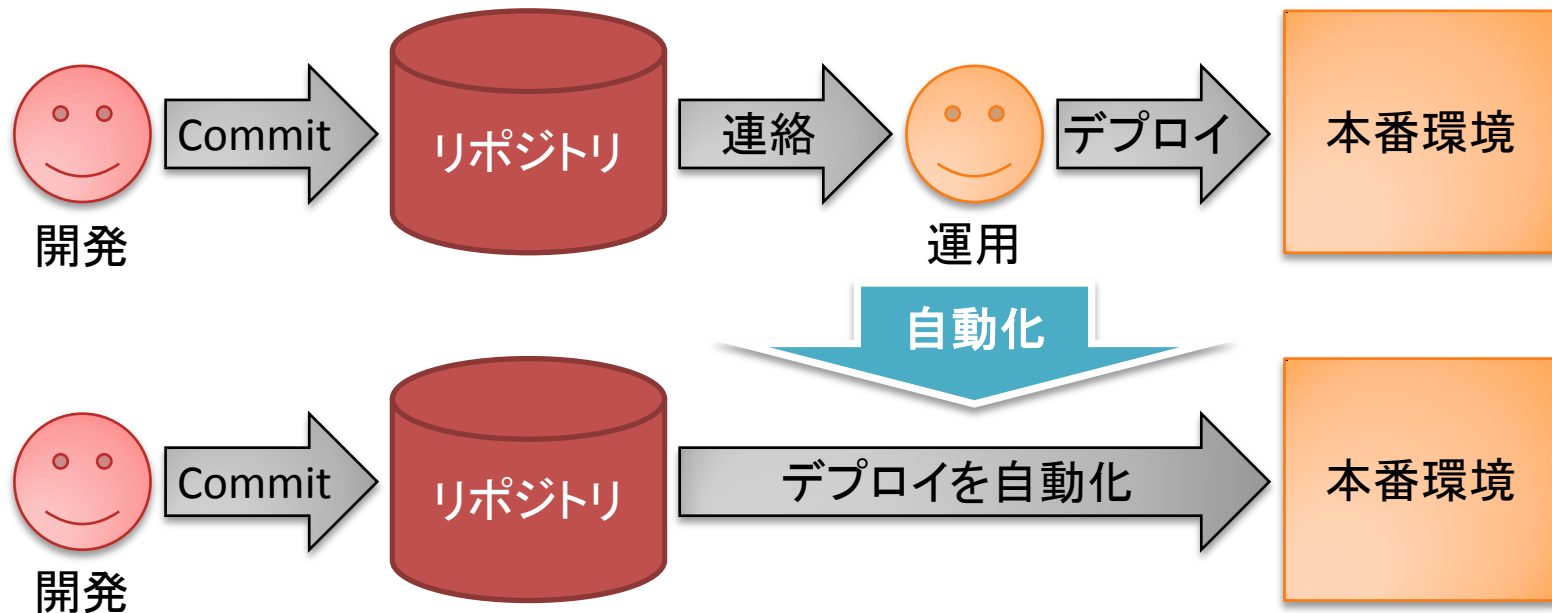 Commit
リポジトリ
連絡
デプロイ
本番環境
開発
運用
自動化
Commit
リポジトリ
デプロイを自動化
本番環境
開発